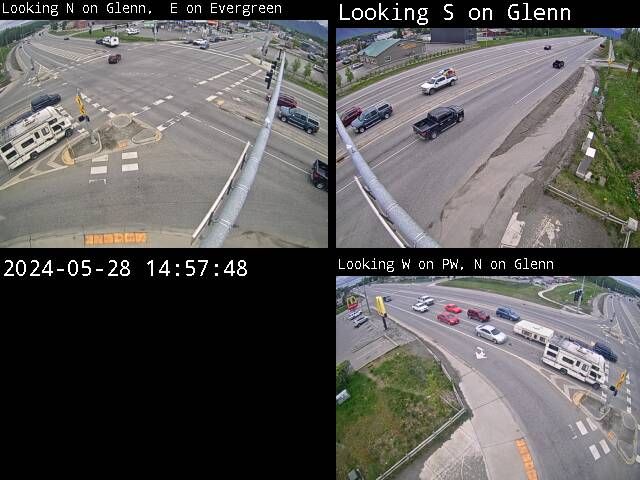 Looking N on Glenn, E on Evergreen
Looking S on Glenn
2024-05-28 14:57:48
Looking W on PW, N on Glenn